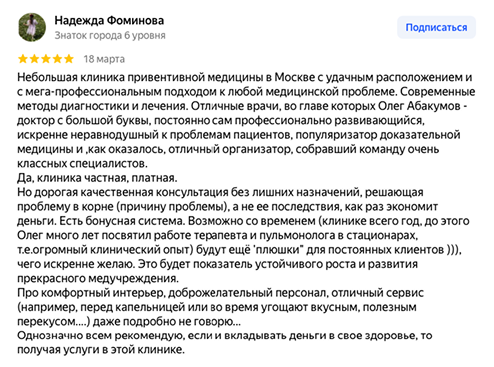 Надежда Фоминова
Знаток города 6 уровня
Подписаться
18 марта
Небольшая клиника привентивной медицины в Москве с удачным расположением и
с мега-профессиональным подходом к любой медицинской проблеме. Современные
методы диагностики и лечения. Отличные врачи, во главе которых Олег Абакумов -
доктор с большой буквы, постоянно сам профессионально развивающийся,
искренне неравнодушный к проблемам пациентов, популяризатор доказательной
медицины и ,как оказалось, отличный организатор, собравший команду очень
классных специалистов.
Да, клиника частная, платная.
Но дорогая качественная консультация без лишних назначений, решающая
проблему в корне (причину проблемы), а не ее последствия, как раз экономит
деньги. Есть бонусная система. Возможно со временем (клинике всего год, до этого
Олег много лет посвятил работе терапевта и пульмонолога в стационарах,
т.е.огромный клинический опыт) будут ещё 'плюшки" для постоянных клиентов ))),
чего искренне желаю. Это будет показатель устойчивого роста и развития
прекрасного медучреждения.
Про комфортный интерьер, доброжелательный персонал, отличный сервис
(например, перед капельницей или во время угощают вкусным, полезным
перекусом....) даже подробно не говорю...
Однозначно всем рекомендую, если и вкладывать деньги в свое здоровье, то
получая услуги в этой клинике.